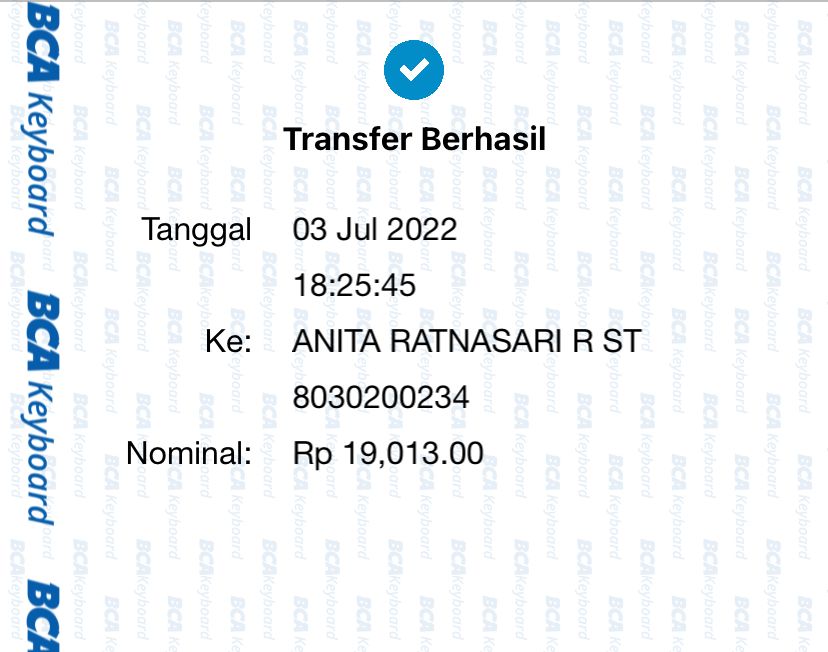 Transfer Berhasil
Tanggal 03 Jul 2022
18:25:45
Ke: ANITA RATNASARI R ST
8030200234
Nominal: Rp 19,013.00
BCA Keyboard
BCA Keyboard
BCA